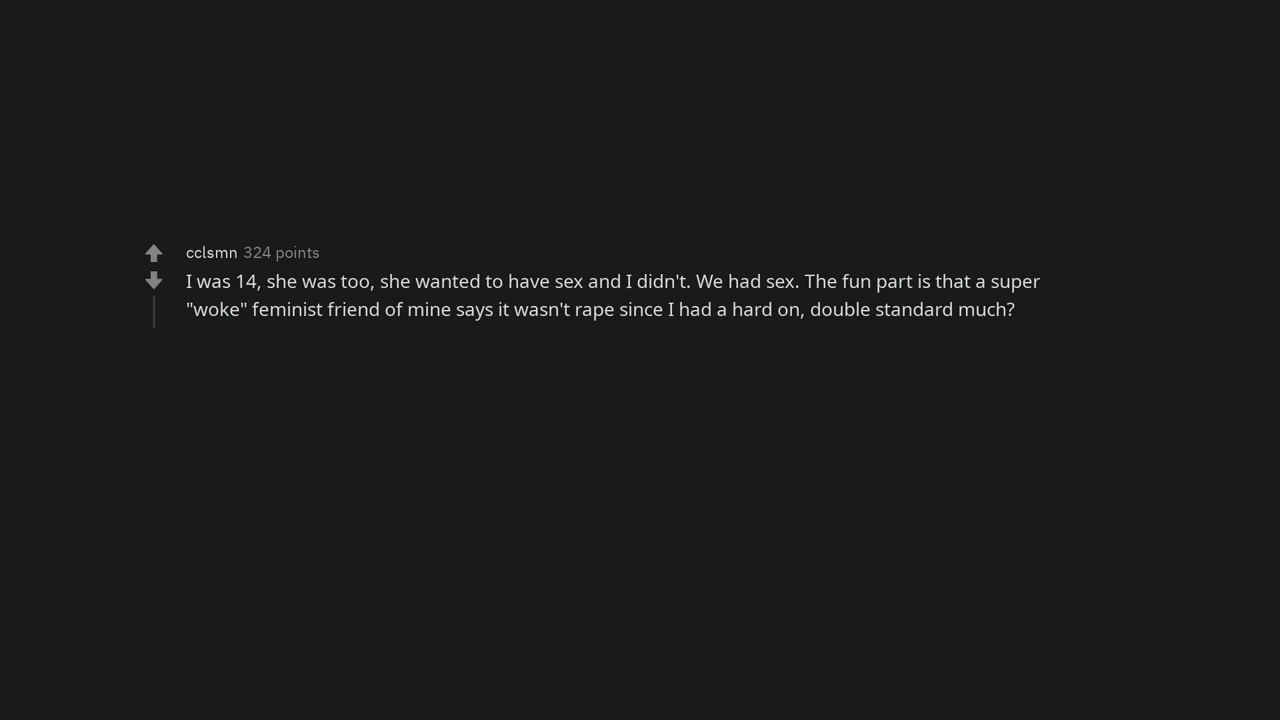 cclsmn 324 points
I was 14, she was too, she wanted to have sex and I didn't. We had sex. The fun part is that a super
"woke" feminist friend of mine says it wasn't rape since I had a hard on, double standard much?